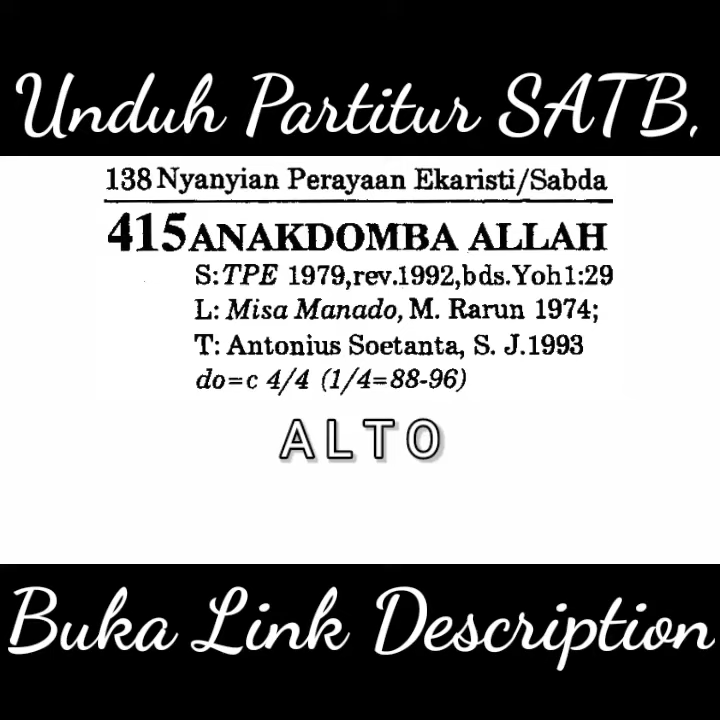 Unduh Partitur SATB,
138 Nyanyian Perayaan Ekaristi/Sabda
415 ANAKDOMBA ALLAH
S: TPE 1979,rev.1992,bds.Yoh1:29
L: Misa Manado, M. Rarun 1974;
T: Antonius Soetanta, S. J.1993
do=c 4/4 (1/4=88-96)
ALTO
Buka Link Description